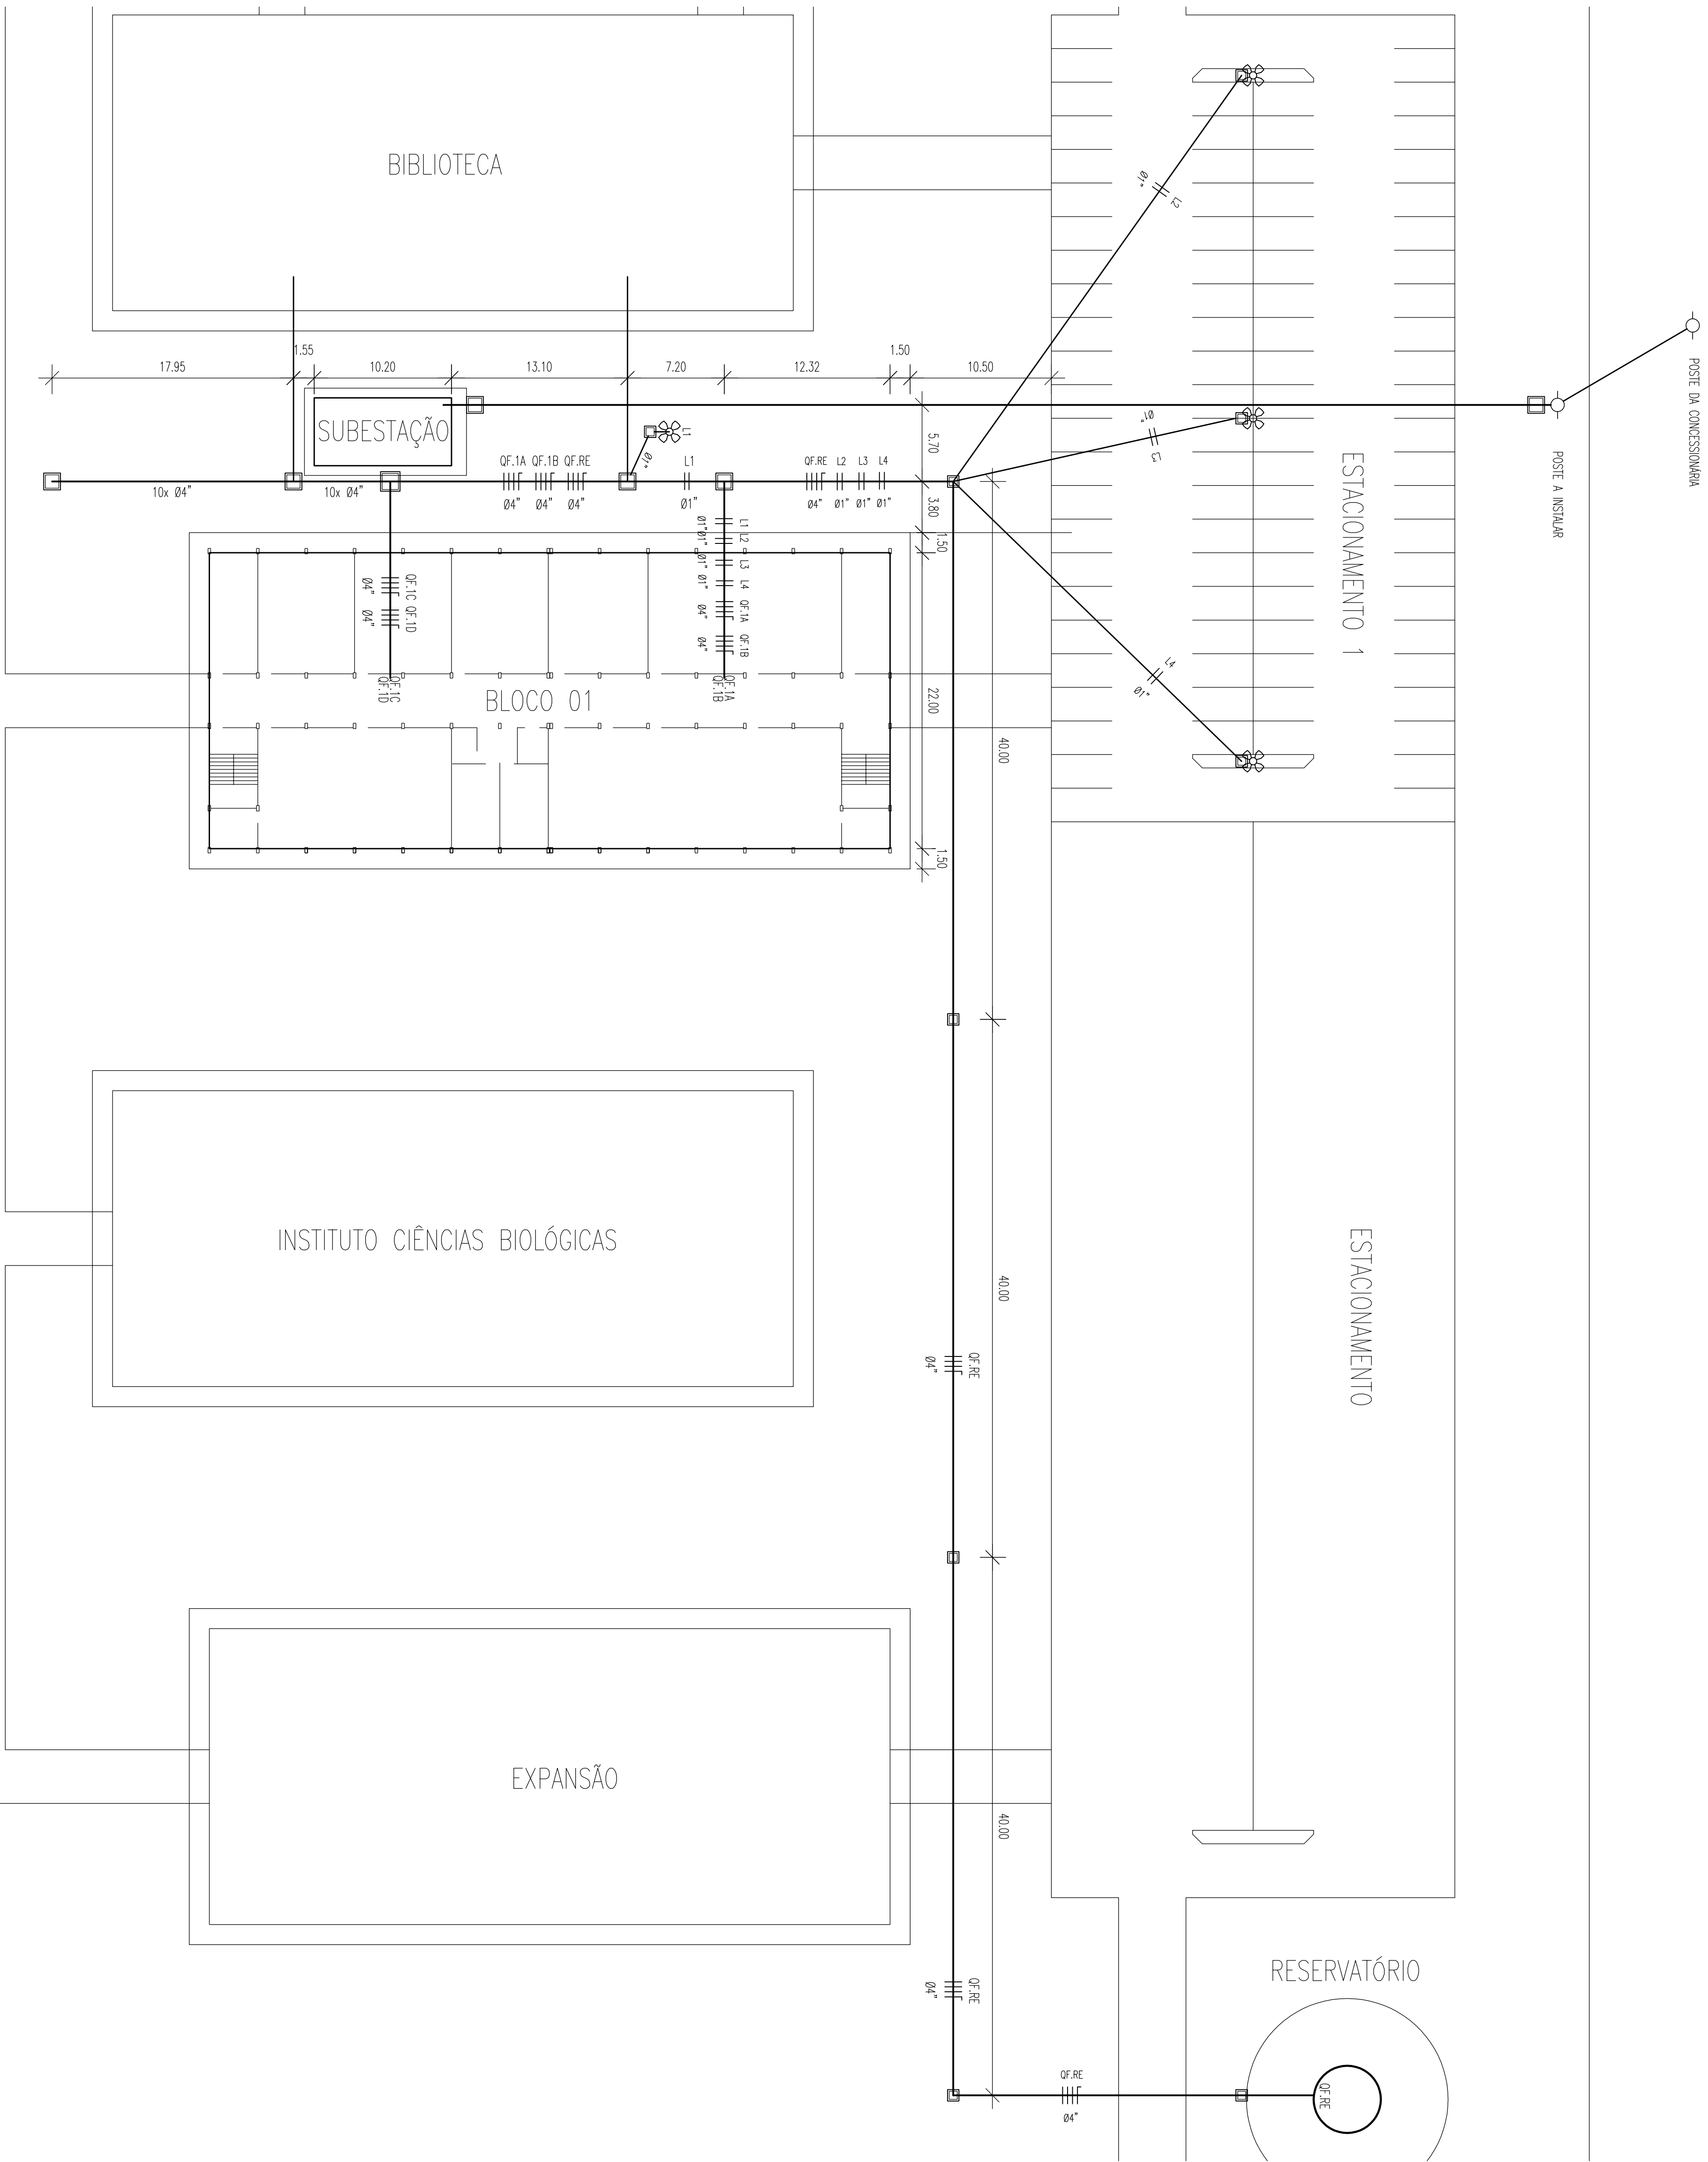 BIBLIOTECA
Ø1"
L2
POSTE DA CONCESSIONÁRIA
17.95
1.55
10.20
13.10
7.20
12.32
1.50
10.50
SUBESTAÇÃO
L1
Ø1"
5.70
Ø1"
L3
ESTACIONAMENTO 1
POSTE A INSTALAR
QF.1A QF.1B QF.RE
L1
QF.RE L2 L3 L4
10x Ø4"
10x Ø4"
Ø4" Ø4" Ø4"
Ø1"
Ø4" Ø1" Ø1" Ø1"
3.80
1.50
L1
Ø1"
L2
Ø1"
L3
Ø1"
L4
Ø1"
QF.1A
Ø4"
QF.1B
Ø4"
QF.1C
Ø4"
QF.1D
Ø4"
QF.1C
QF.1D
QF.1A
QF.1B
L4
Ø1"
BLOCO 01
22.00
40.00
1.50
INSTITUTO CIÊNCIAS BIOLÓGICAS
40.00
ESTACIONAMENTO
QF.RE
Ø4"
EXPANSÃO
40.00
QF.RE
Ø4"
RESERVATÓRIO
QF.RE
Ø4"
QF.RE